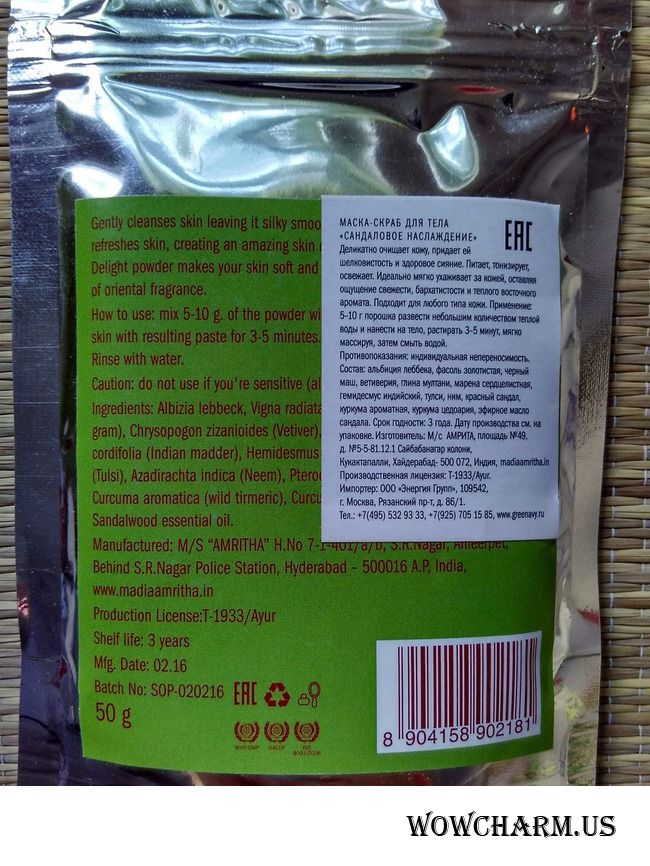 Gently cleanses skin leaving it silky smoo
refreshes skin, creating an amazing skin
Delight powder makes your skin soft and
of oriental fragrance.
How to use: mix 5-10 g. of the powder wi
skin with resulting paste for 3-5 minutes.
Rinse with water.
Caution: do not use if you're sensitive (al
Ingredients: Albizia lebbeck, Vigna radiata
gram), Chrysopogon zizanioides (Vetiver),
cordifolia (Indian madder), Hemidesmus
(Tulsi), Azadirachta indica (Neem), Ptero
Curcuma aromatica (wild tirmeric), Curcu
Sandalwood essential oil.
Manufactured: M/S "AMRITHA" H.No 7-1-401/a/b, S.R.Nagar, Ameerpet,
Behind S.R.Nagar Police Station, Hyderabad - 500016 A.P, India,
www.madiaamritha.in
Production License:T-1933/Ayur
Shelf life: 3 years
Mfg. Date: 02.16
Batch No: SOP-020216
50 g
EAC
WHO GMP
HACCP
ISO
9001/2008
МАСКА-СКРАБ ДЛЯ ТЕЛА
«САНДАЛОВОЕ НАСЛАЖДЕНИЕ»
EAC
Деликатно очищает кожу, придает ей
шелковистость и здоровое сияние. Питает, тонизирует,
освежает. Идеально мягко ухаживает за кожей, оставляя
ощущение свежести, бархатистости и теплого восточного
аромата. Подходит для любого типа кожи. Применение:
5-10 г порошка развести небольшим количеством теплой
воды и нанести на тело, растирать 3-5 минут, мягко
массируя, затем смыть водой.
Противопоказания: индивидуальная непереносимость.
Состав: альбиция леббека, фасоль золотистая, черный
маш, ветиверия, глина мултани, марена сердцелистная,
гемидесмус индийский, тулси, ним, красный сандал,
куркума ароматная, куркума цедоария, эфирное масло
сандала. Срок годности: 3 года. Дату производства см. на
упаковке. Изготовитель: М/с АМРИТА, площадь №49,
д. №5-5-81.12.1 Сайбабанагар колони,
Кукактапалли, Хайдерабад- 500 072, Индия, madiaamritha.in
Производственная лицензия: Т-1933/Ayur.
Импортер: ООО «Энергия Групп», 109542,
г. Москва, Рязанский пр-т, д. 86/1.
Тел.: +7(495) 532 93 33, +7(925) 705 15 85, www.greenavy.ru
8 904158 902181
WOWCHARM.US